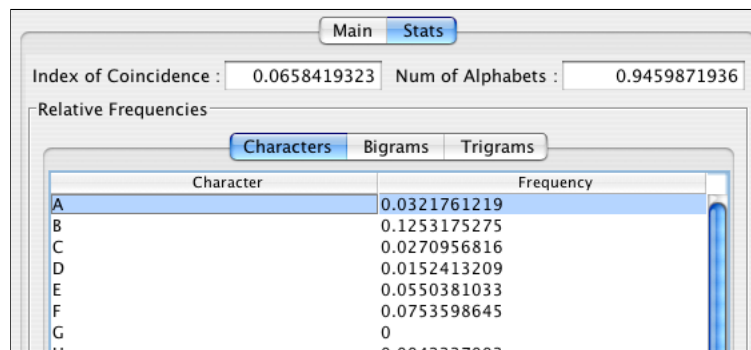 Main Stats
Index of Coincidence : 0.0658419323 Num of Alphabets : 0.9459871936
Relative Frequencies
Characters Bigrams Trigrams
Character Frequency
A 0.0321761219
B 0.1253175275
C 0.0270956816
D 0.0152413209
E 0.0550381033
F 0.0753598645
G 0